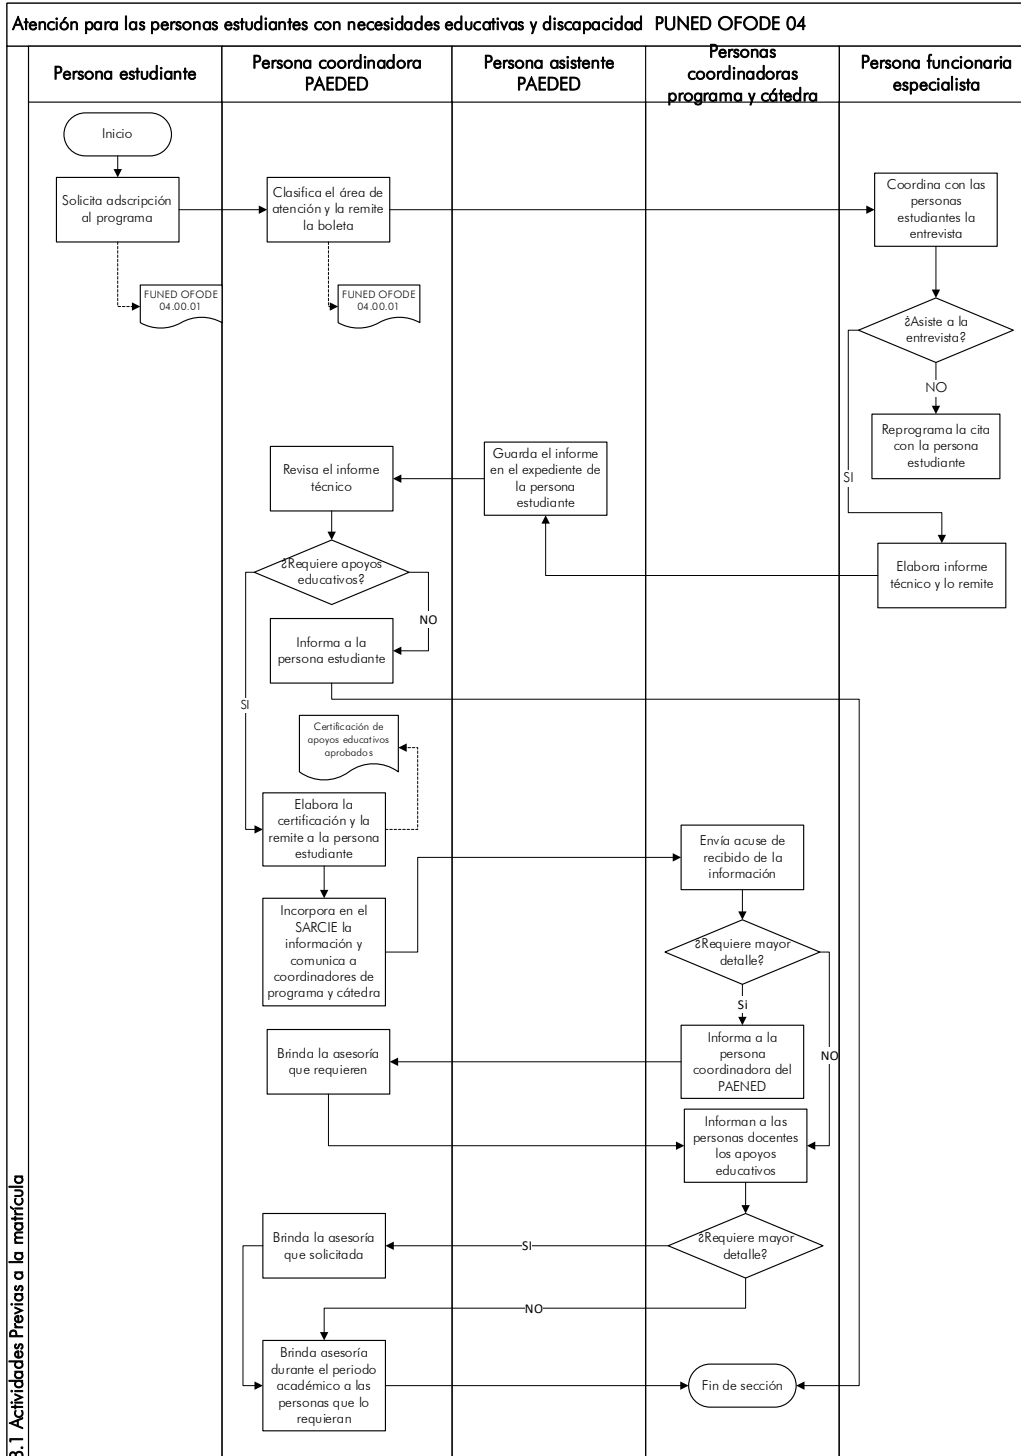 Atención para las personas estudiantes con necesidades educativas y discapacidad PUNED OFODE 04
Persona estudiante
Persona coordinadora
PAEDED
Persona asistente
PAEDED
Personas
coordinadoras
programa y cátedra
Persona funcionaria
especialista
Inicio
Solicita adscripción
al programa
Clasifica el área de
atención y la remite
la boleta
Coordina con las
personas
estudiantes la
entrevista
FUNED OFODE
04.00.01
FUNED OFODE
04.00.01
¿Asiste a la
entrevista?
NO
Reprograma la cita
con la persona
estudiante
SI
Guarda el informe
en el expediente de
la persona
estudiante
Revisa el informe
técnico
Elabora informe
técnico y lo remite
¿Requiere apoyos
educativos?
NO
Informa a la
persona estudiante
SI
Certificación de
apoyos educativos
aprobados
Elabora la
certificación y la
remite a la persona
estudiante
Envía acuse de
recibido de la
información
Incorpora en el
SARCIE la
información y
comunica a
coordinadores de
programa y cátedra
¿Requiere mayor
detalle?
Si
NO
Informa a la
persona
coordinadora del
PAENED
Brinda la asesoría
que requieren
Informan a las
personas docentes
los apoyos
educativos
¿Requiere mayor
detalle?
SI
Brinda la asesoría
que solicitada
NO
Brinda asesoría
durante el periodo
académico a las
personas que lo
requieran
Fin de sección
3.1 Actividades Previas a la matrícula